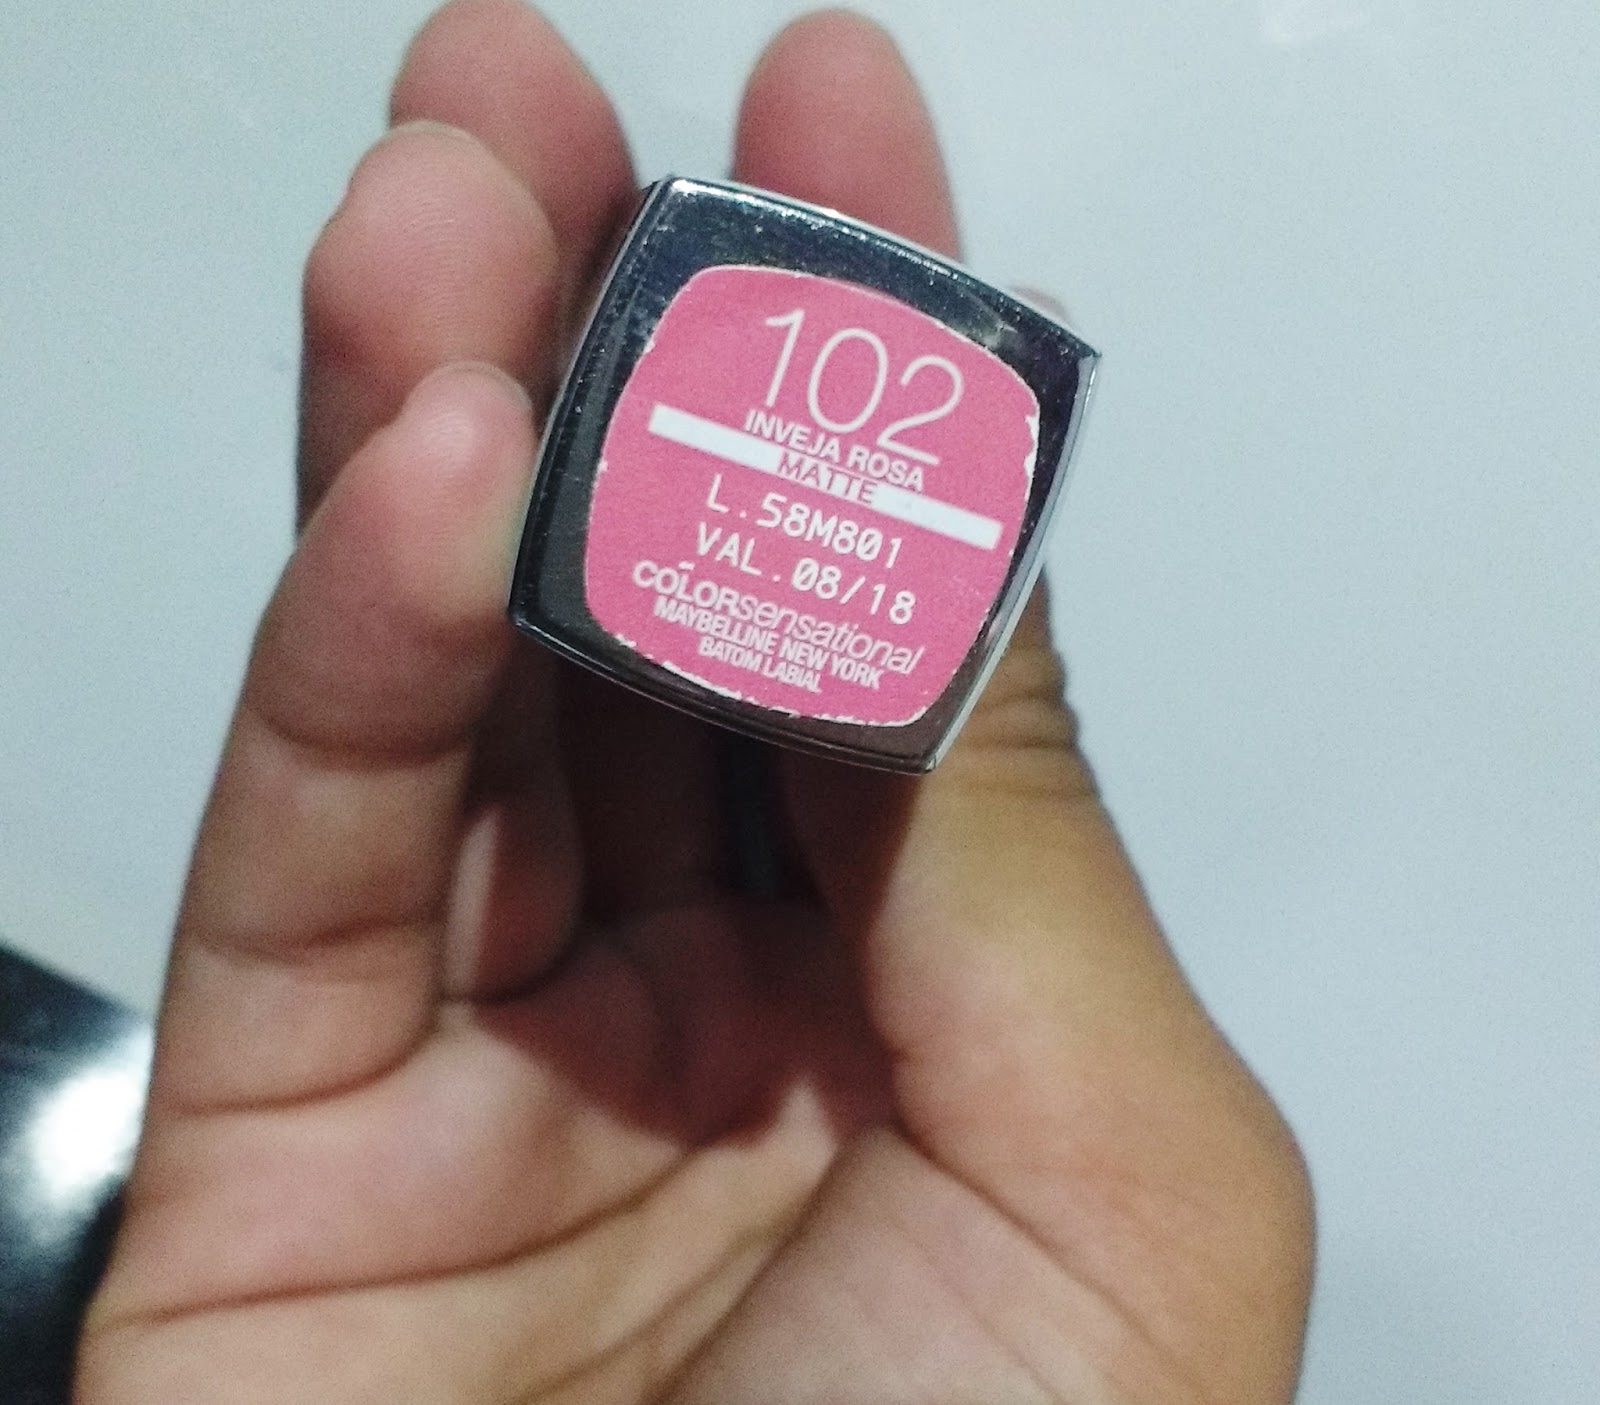 102
INVEJA ROSA
MATTE
L.58M801
VAL.08/18
COLORsensational
MAYBELLINE NEW YORK
BATOM LABIAL